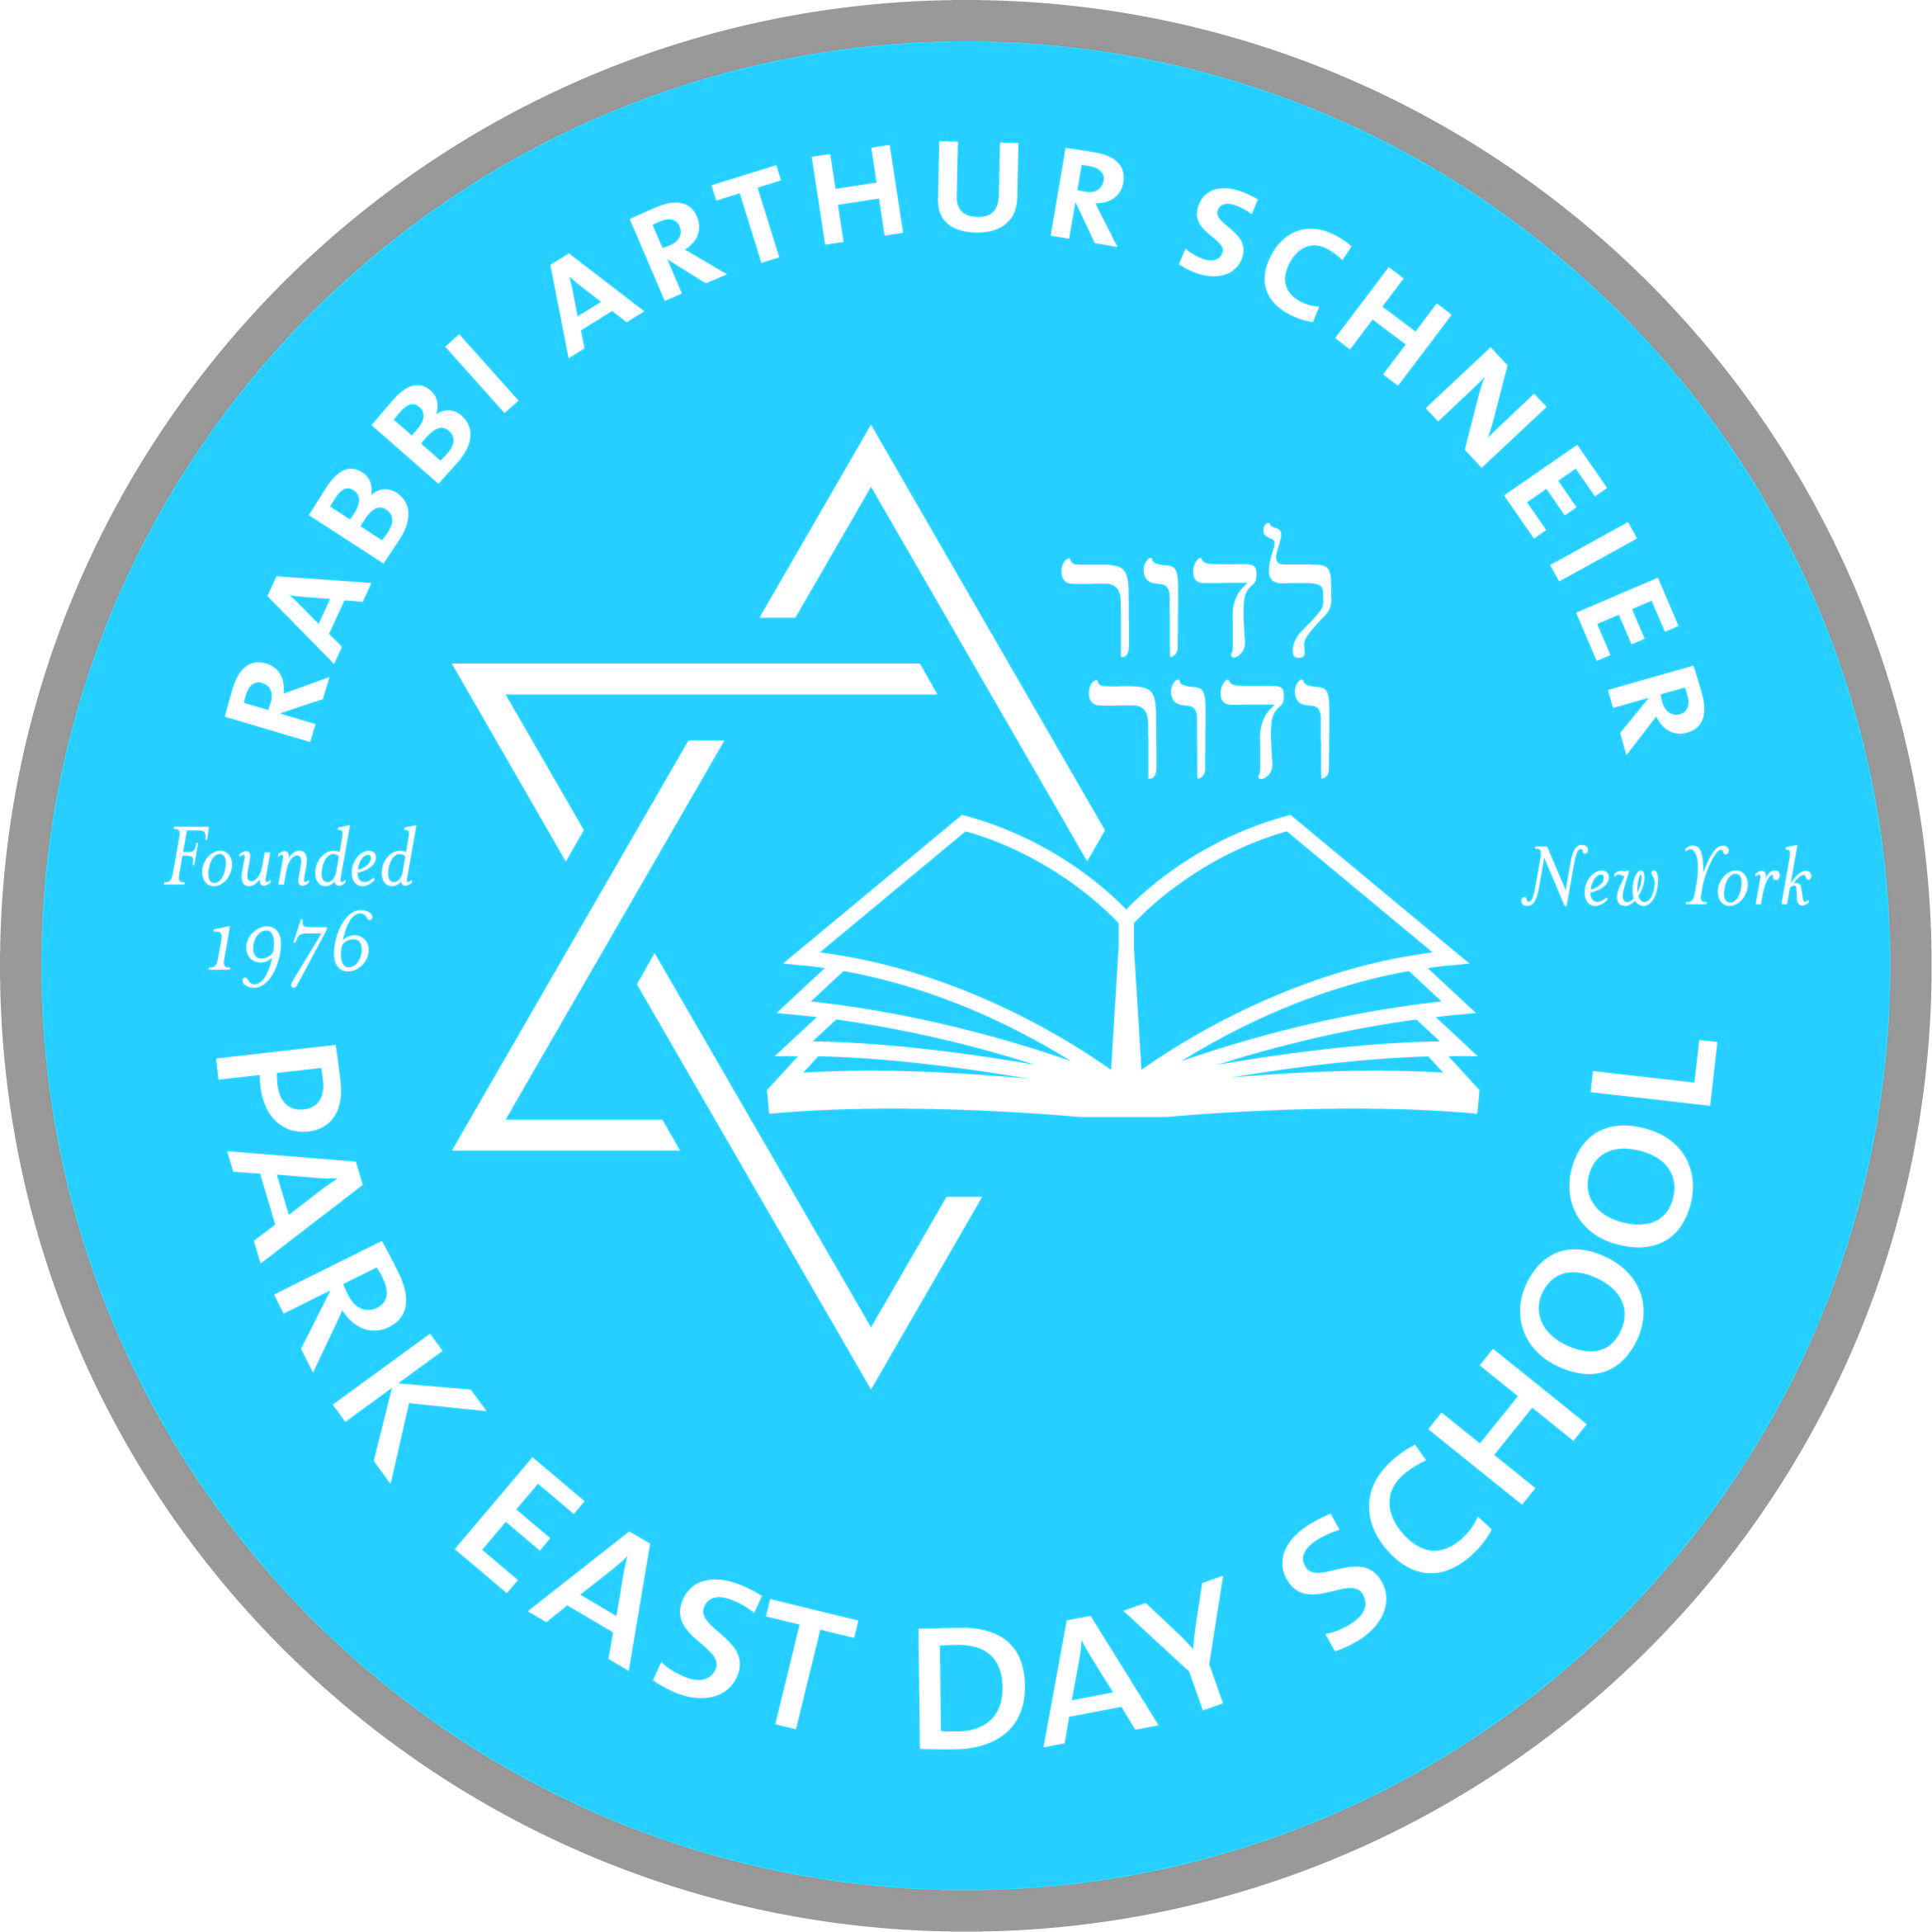 RABBI ARTHUR SCHNEIER
לדור
ודור
Founded
1976
New York
PARK EAST DAY SCHOOL